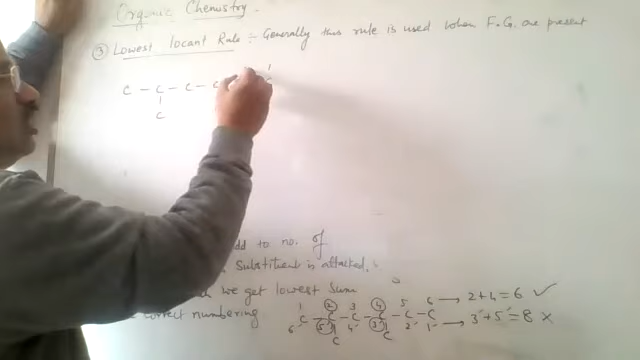 Organic Chemistry.
③ Lowest locant Rule :- Generally this rule is used when F.G. are present
C — C — C — C
C
add to no. of
Substituent is attached.
we get lowest sum
correct numbering
1 ② 3 ④ 5 6 → 2+4=6 ✓
C — C — C — C — C — C
6' 5' 4' 3' 2' 1' → 3'+5'=8 ×
C C